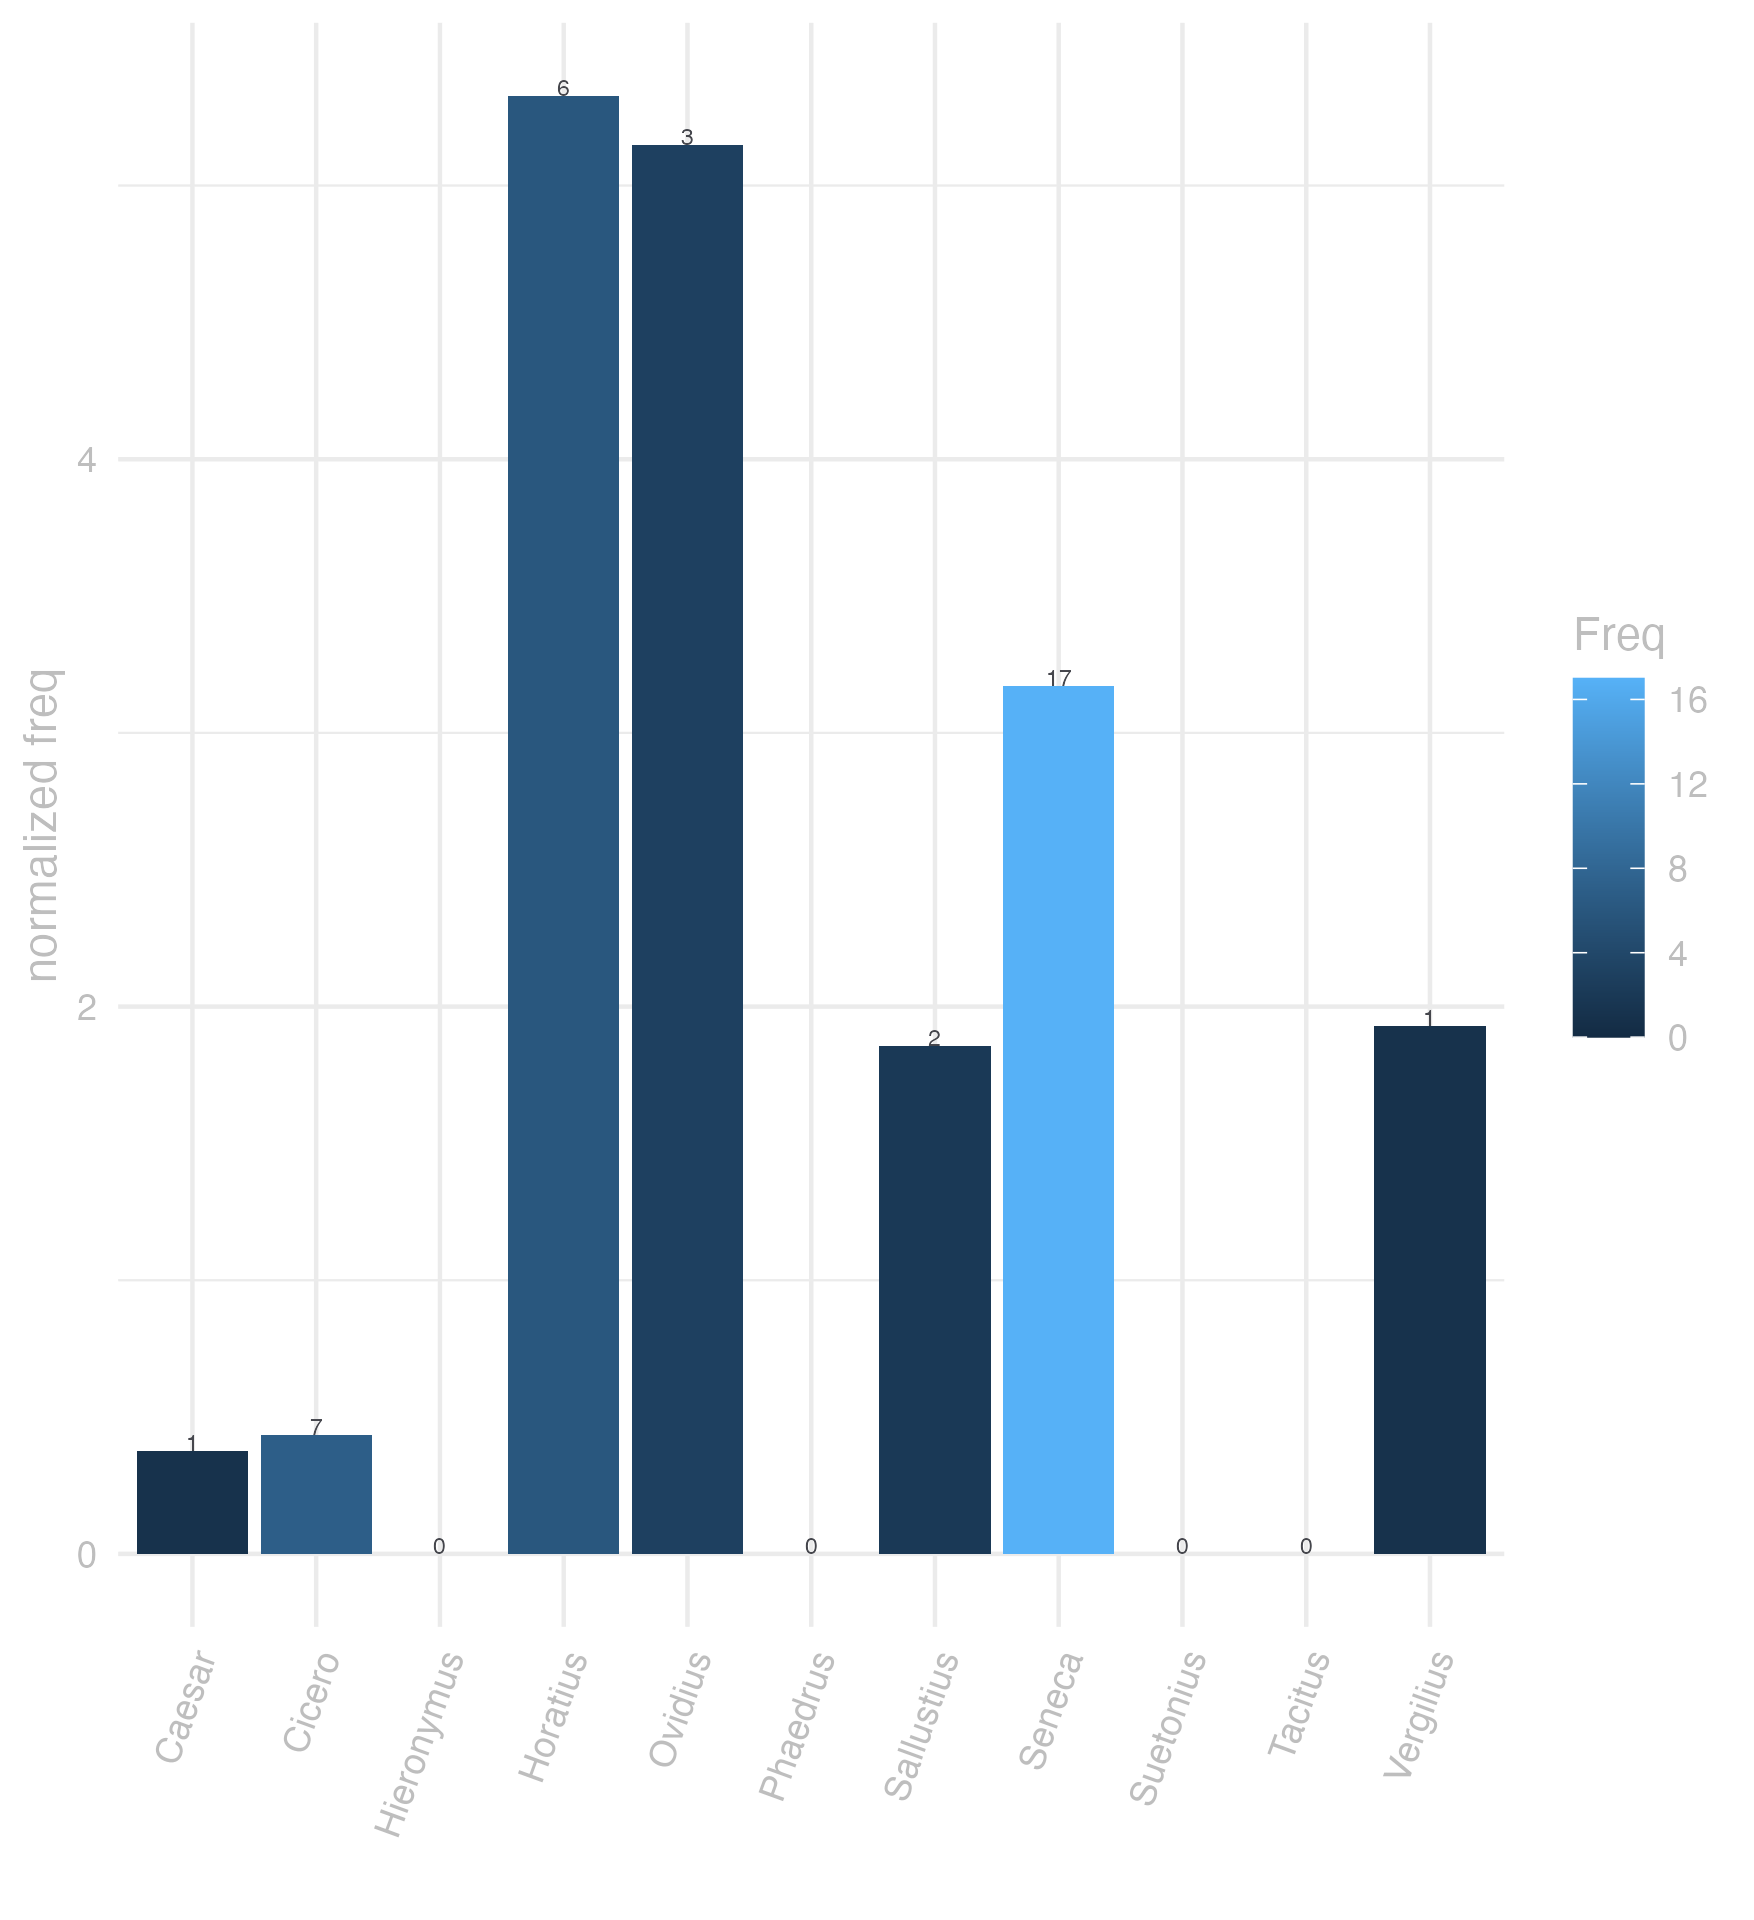 6
3
17
2
1
7
1
0
0
0
0
4
2
0
normalized freq
Caesar
Cicero
Hieronymus
Horatius
Ovidius
Phaedrus
Sallustius
Seneca
Suetonius
Tacitus
Vergilius
Freq
16
12
8
4
0